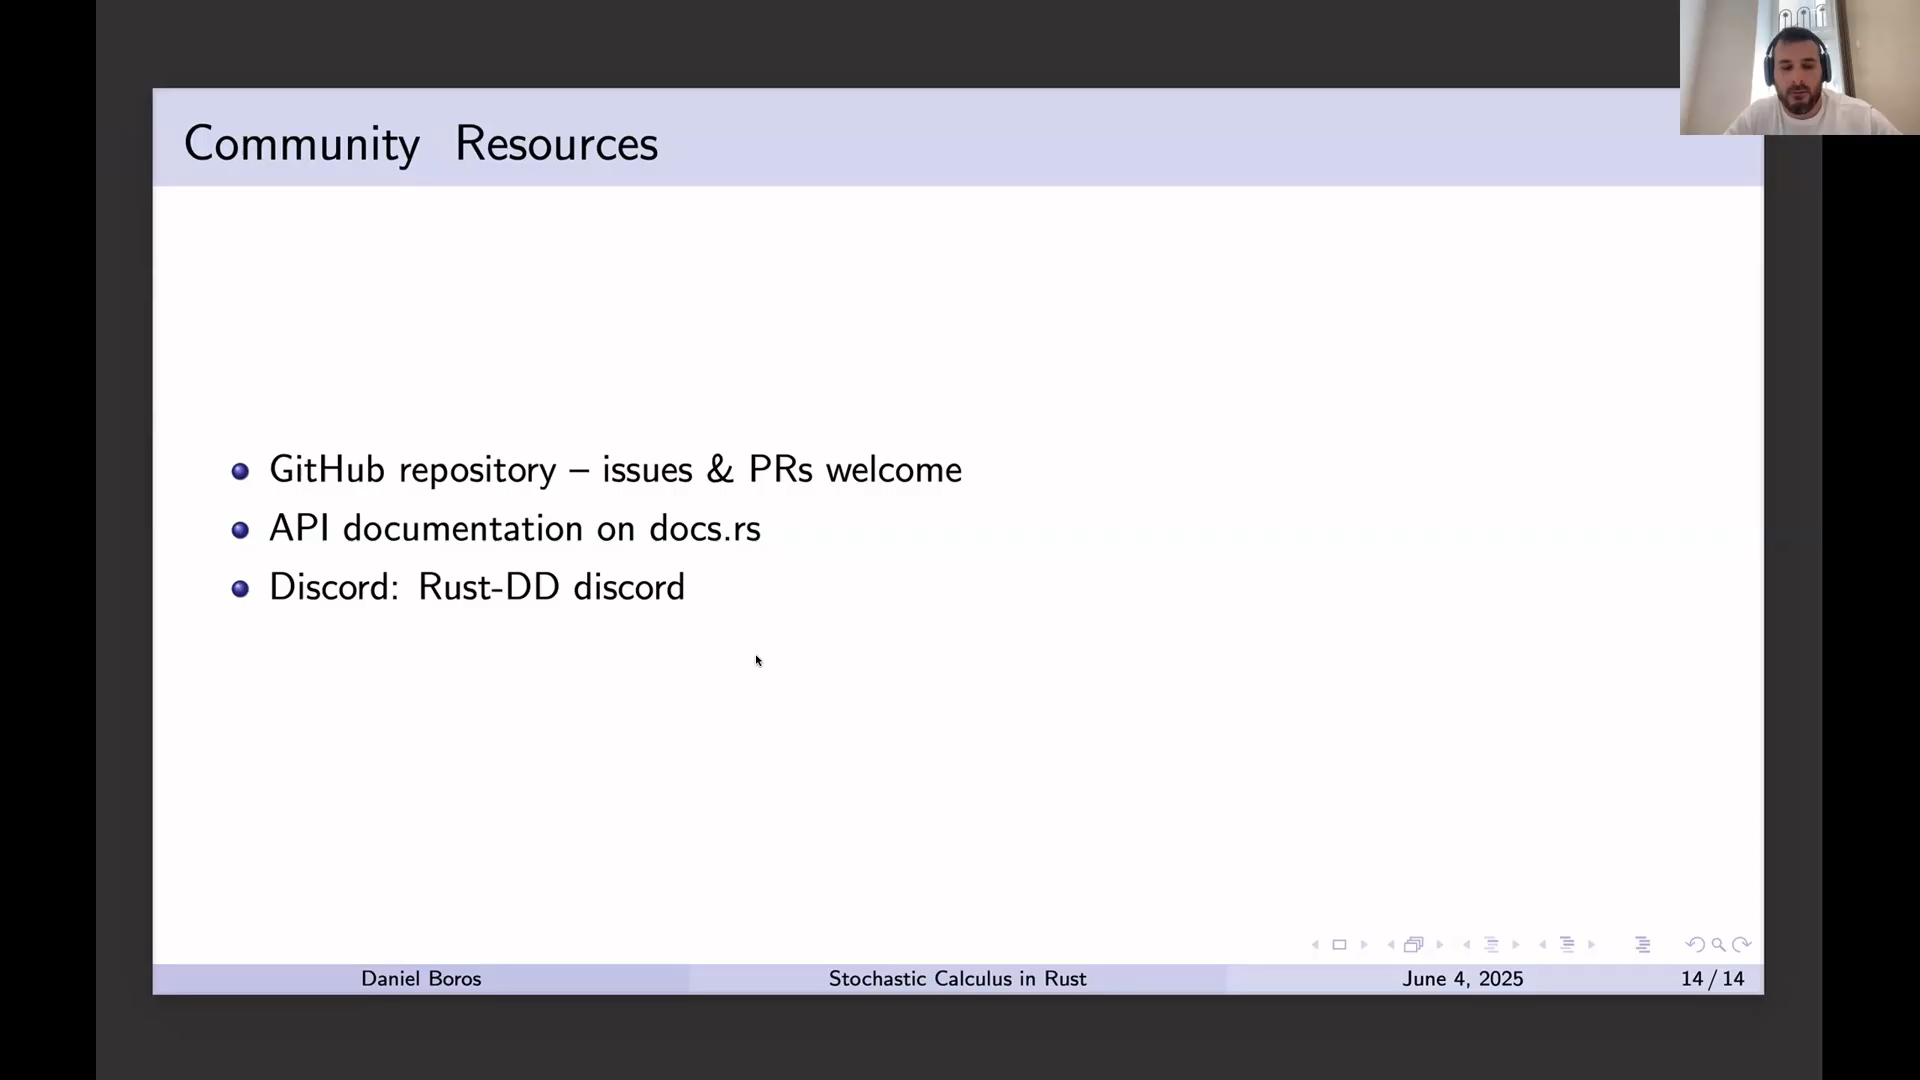 Community Resources
GitHub repository – issues & PRs welcome
API documentation on docs.rs
Discord: Rust-DD discord
Daniel Boros
Stochastic Calculus in Rust
June 4, 2025
14 / 14